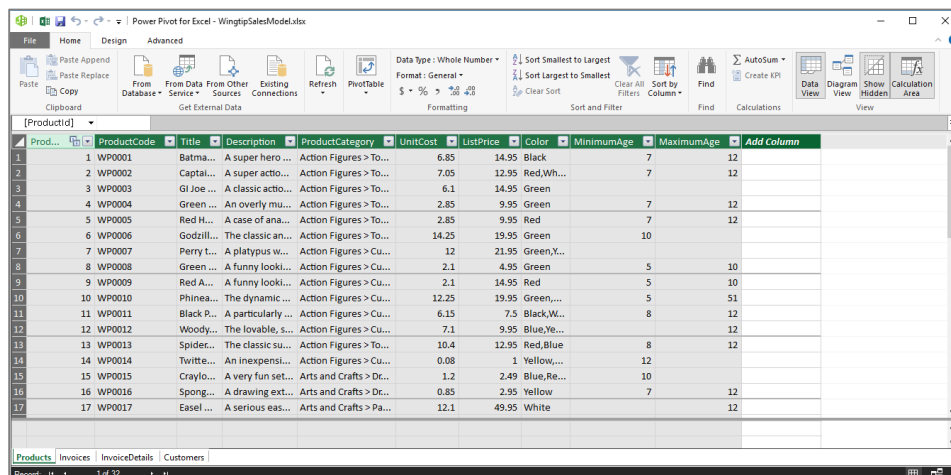 Power Pivot for Excel - WingtipSalesModel.xlsx
File Home Design Advanced
Paste
Paste Append
Paste Replace
Copy
Clipboard
From Database
From Data Service
From Other Sources
Existing Connections
Get External Data
Refresh
PivotTable
Data Type : Whole Number
Format : General
$ % , .00 .00
Formatting
Sort Smallest to Largest
Sort Largest to Smallest
Clear Sort
Clear All Filters
Sort by Column
Sort and Filter
Find
Find
AutoSum
Create KPI
Calculations
Data View
Diagram View
Show Hidden
Calculation Area
View
[ProductId]
Prod... ProductCode Title Description ProductCategory UnitCost ListPrice Color MinimumAge MaximumAge Add Column
1 1 WP0001 Batma... A super hero ... Action Figures > To... 6.85 14.95 Black 7 12
2 2 WP0002 Captai... A super actio... Action Figures > To... 7.05 12.95 Red,Wh... 7 12
3 3 WP0003 GI Joe ... A classic actio... Action Figures > To... 6.1 14.95 Green
4 4 WP0004 Green ... An overly mu... Action Figures > To... 2.85 9.95 Green 7 12
5 5 WP0005 Red H... A case of ana... Action Figures > To... 2.85 9.95 Red 7 12
6 6 WP0006 Godzill... The classic an... Action Figures > To... 14.25 19.95 Green 10
7 7 WP0007 Perry t... A platypus w... Action Figures > Cu... 12 21.95 Green,Y...
8 8 WP0008 Green ... A funny looki... Action Figures > Cu... 2.1 4.95 Green 5 10
9 9 WP0009 Red A... A funny looki... Action Figures > Cu... 2.1 14.95 Red 5 10
10 10 WP0010 Phinea... The dynamic ... Action Figures > Cu... 12.25 19.95 Green,... 5 51
11 11 WP0011 Black P... A particularly ... Action Figures > Cu... 6.15 7.5 Black,W... 8 12
12 12 WP0012 Woody... The lovable, s... Action Figures > Cu... 7.1 9.95 Blue,Ye... 12
13 13 WP0013 Spider... The classic su... Action Figures > Cu... 10.4 12.95 Red,Blue 8 12
14 14 WP0014 Twitte... An inexpensi... Action Figures > Cu... 0.08 1 Yellow,... 12
15 15 WP0015 Craylo... A very fun set... Arts and Crafts > Dr... 1.2 2.49 Blue,Re... 10
16 16 WP0016 Spong... A drawing ext... Arts and Crafts > Dr... 0.85 2.95 Yellow 7 12
17 17 WP0017 Easel ... A serious eas... Arts and Crafts > Pa... 12.1 49.95 White 12
Products Invoices InvoiceDetails Customers
Record: 1 of 32